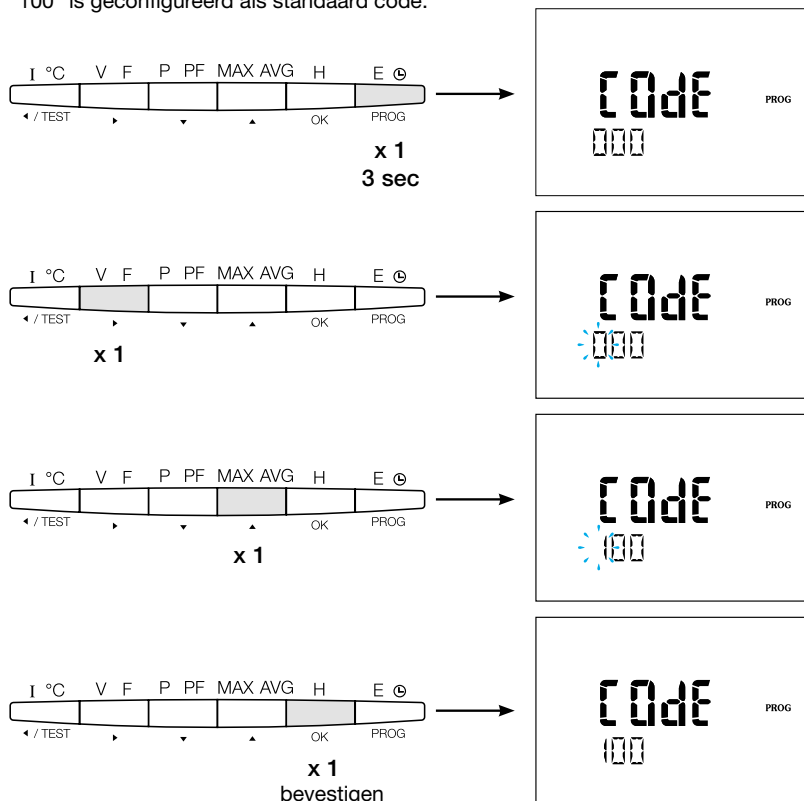 100" is geconfigureerd als standaard code.
I °C V F P PF MAX AVG H E
/ TEST OK PROG
x 1
3 sec
COdE PROG
000
I °C V F P PF MAX AVG H E
/ TEST OK PROG
x 1
COdE PROG
000
I °C V F P PF MAX AVG H E
/ TEST OK PROG
x 1
COdE PROG
100
I °C V F P PF MAX AVG H E
/ TEST OK PROG
x 1
bevestigen
COdE PROG
100